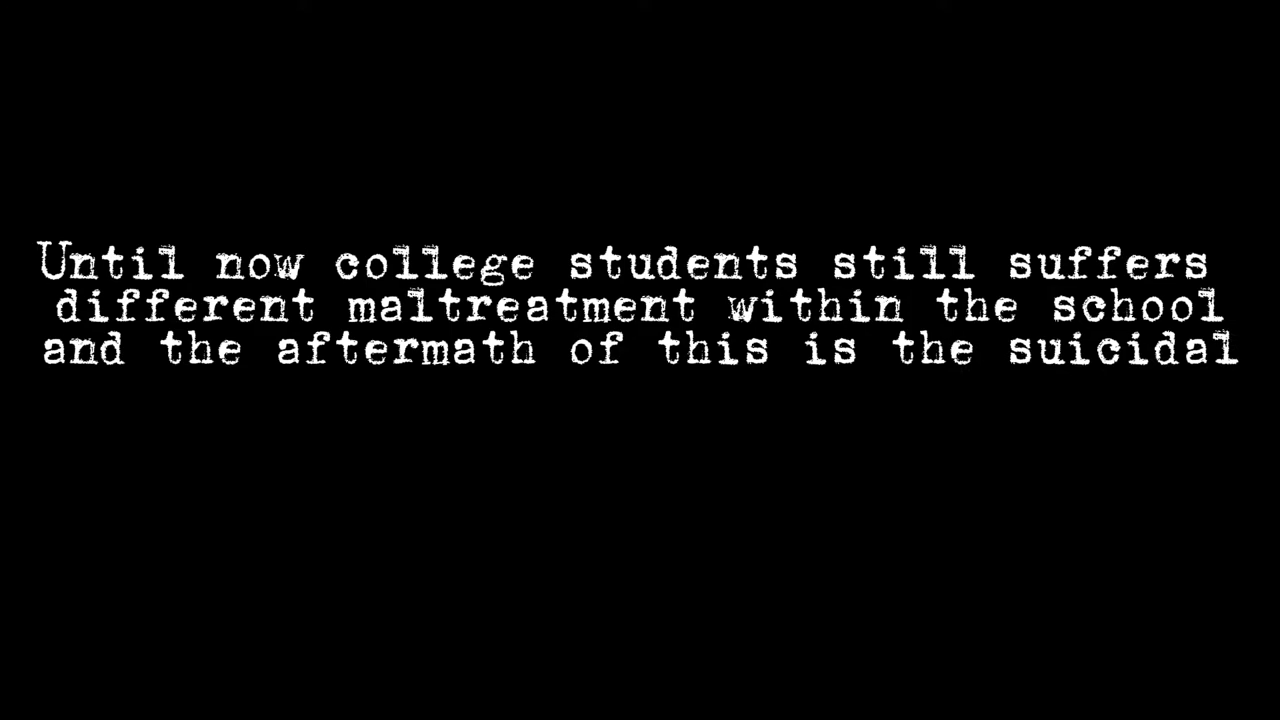 Until now college students still suffers
different maltreatment within the school
and the aftermath of this is the suicidal